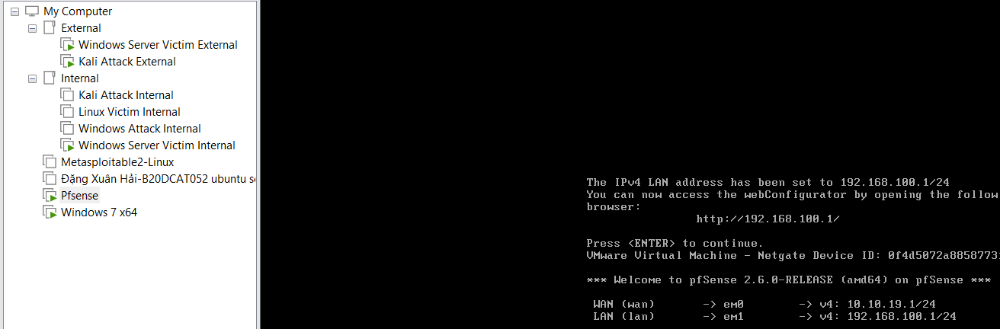 My Computer
External
Windows Server Victim External
Kali Attack External
Internal
Kali Attack Internal
Linux Victim Internal
Windows Attack Internal
Windows Server Victim Internal
Metasploitable2-Linux
Đặng Xuân Hải-B20DCAT052 ubuntu
Pfsense
Windows 7 x64
The IPv4 LAN address has been set to 192.168.100.1/24
You can now access the webConfigurator by opening the follow
browser:
http://192.168.100.1/
Press <ENTER> to continue.
VMware Virtual Machine - Netgate Device ID: 0f4d5072a8858773
*** Welcome to pfSense 2.6.0-RELEASE (amd64) on pfSense ***
WAN (wan) -> em0 -> v4: 10.10.19.1/24
LAN (lan) -> em1 -> v4: 192.168.100.1/24